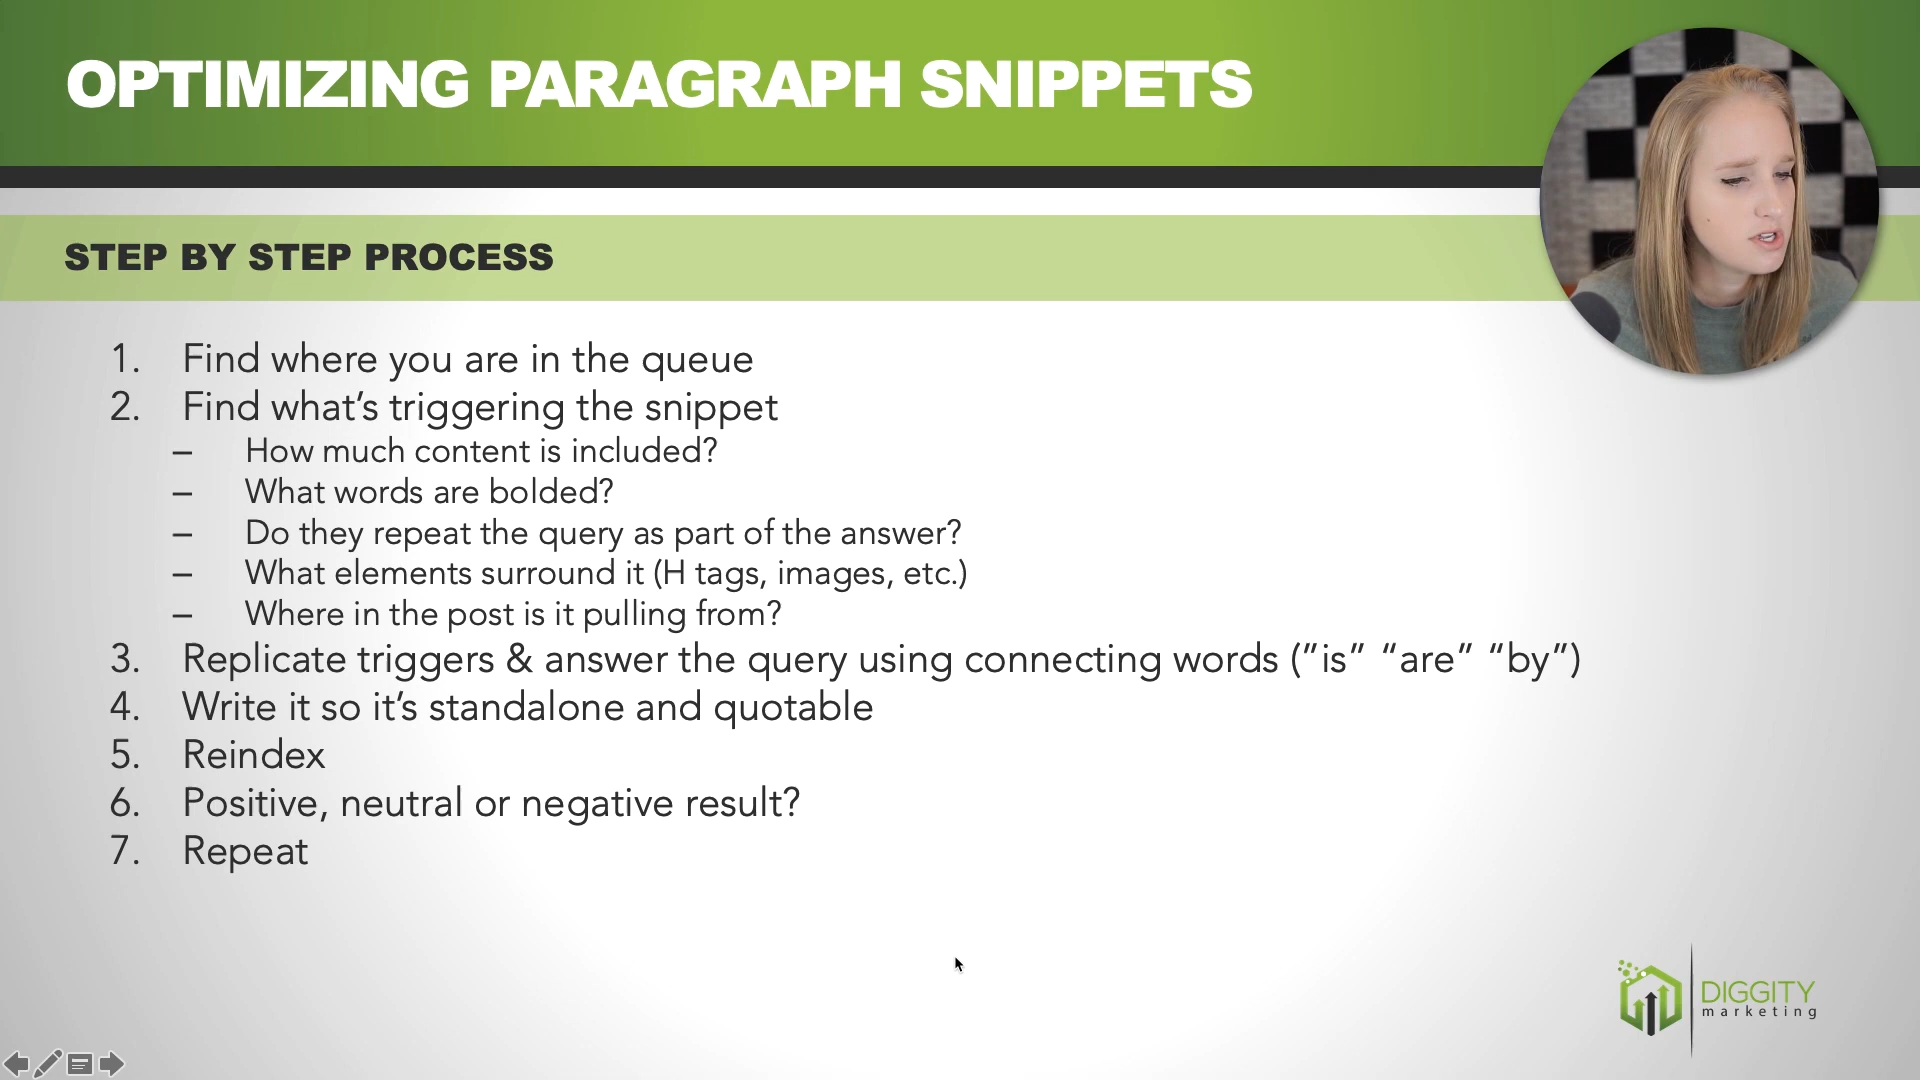 OPTIMIZING PARAGRAPH SNIPPETS
STEP BY STEP PROCESS
1. Find where you are in the queue
2. Find what’s triggering the snippet
– How much content is included?
– What words are bolded?
– Do they repeat the query as part of the answer?
– What elements surround it (H tags, images, etc.)
– Where in the post is it pulling from?
3. Replicate triggers & answer the query using connecting words (”is” “are” “by”)
4. Write it so it’s standalone and quotable
5. Reindex
6. Positive, neutral or negative result?
7. Repeat
DIGGITY
marketing